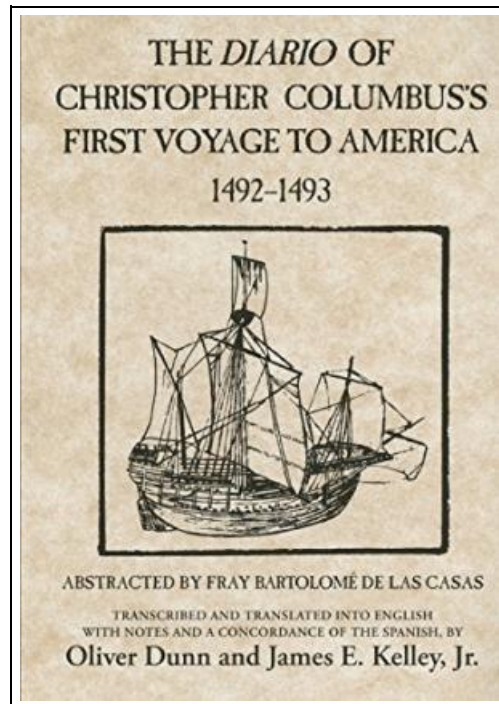 THE DIARIO OF
CHRISTOPHER COLUMBUS'S
FIRST VOYAGE TO AMERICA
1492–1493
ABSTRACTED BY FRAY BARTOLOMÉ DE LAS CASAS
TRANSCRIBED AND TRANSLATED INTO ENGLISH
WITH NOTES AND A CONCORDANCE OF THE SPANISH, BY
Oliver Dunn and James E. Kelley, Jr.